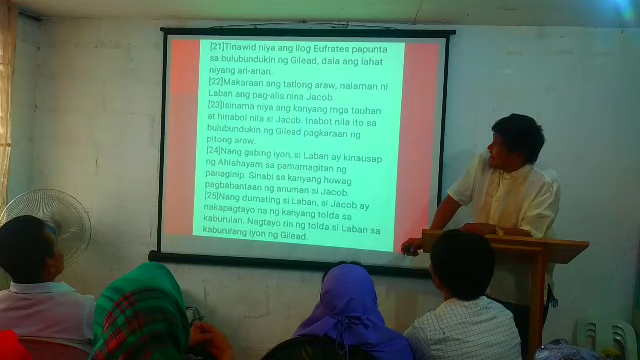 [21]Tinawid niya ang Ilog Eufrates papunta
sa bulubundukin ng Gilead, dala ang lahat
niyang ari-arian.
[22]Makaraan ang tatlong araw, nalaman ni
Laban ang pag-alis nina Jacob.
[23]Isinama niya ang kanyang mga tauhan
at hinabol nila si Jacob. Inabot nila ito sa
bulubundukin ng Gilead pagkaraan ng
pitong araw.
[24]Nang gabing iyon, si Laban ay kinausap
ng Ahlahayam sa pamamagitan ng
panaginip. Sinabi sa kanyang huwag
pagbabantaan ng anuman si Jacob.
[25]Nang dumating si Laban, si Jacob ay
nakapagtayo na ng kanyang tolda sa
kaburulan. Nagtayo rin ng tolda si Laban sa
kaburulang iyon ng Gilead.